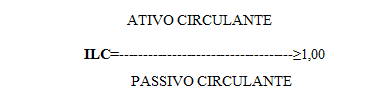 ATIVO CIRCULANTE
ILC=-------------------------------------≥1,00
PASSIVO CIRCULANTE